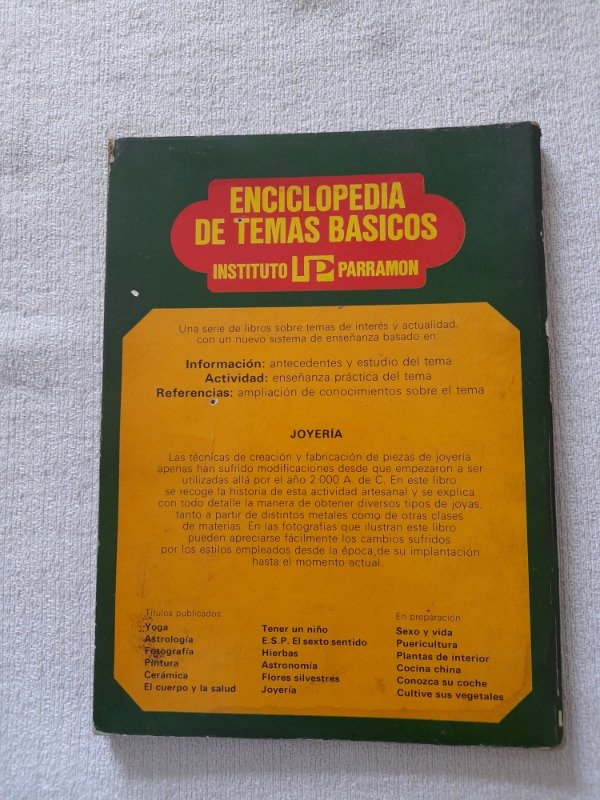 ENCICLOPEDIA
DE TEMAS BASICOS
INSTITUTO PARRAMON
Una serie de libros sobre temas de interés y actualidad,
con un nuevo sistema de enseñanza basado en:
Información: antecedentes y estudio del tema
Actividad: enseñanza práctica del tema
Referencias: ampliación de conocimientos sobre el tema
JOYERÍA
Las técnicas de creación y fabricación de piezas de joyería
apenas han sufrido modificaciones desde que empezaron a ser
utilizadas allá por el año 2.000 A. de C. En este libro
se recoge la historia de esta actividad artesanal y se explica
con todo detalle la manera de obtener diversos tipos de joyas,
tanto a partir de distintos metales como de otras clases
de materias. En las fotografías que ilustran este libro
pueden apreciarse fácilmente los cambios sufridos
por los estilos empleados desde la época de su implantación
hasta el momento actual.
Títulos publicados:
Yoga
Astrología
Fotografía
Pintura
Cerámica
El cuerpo y la salud
Tener un niño
E.S.P. El sexto sentido
Hierbas
Astronomía
Flores silvestres
Joyería
En preparación:
Sexo y vida
Puericultura
Plantas de interior
Cocina china
Conozca su coche
Cultive sus vegetales